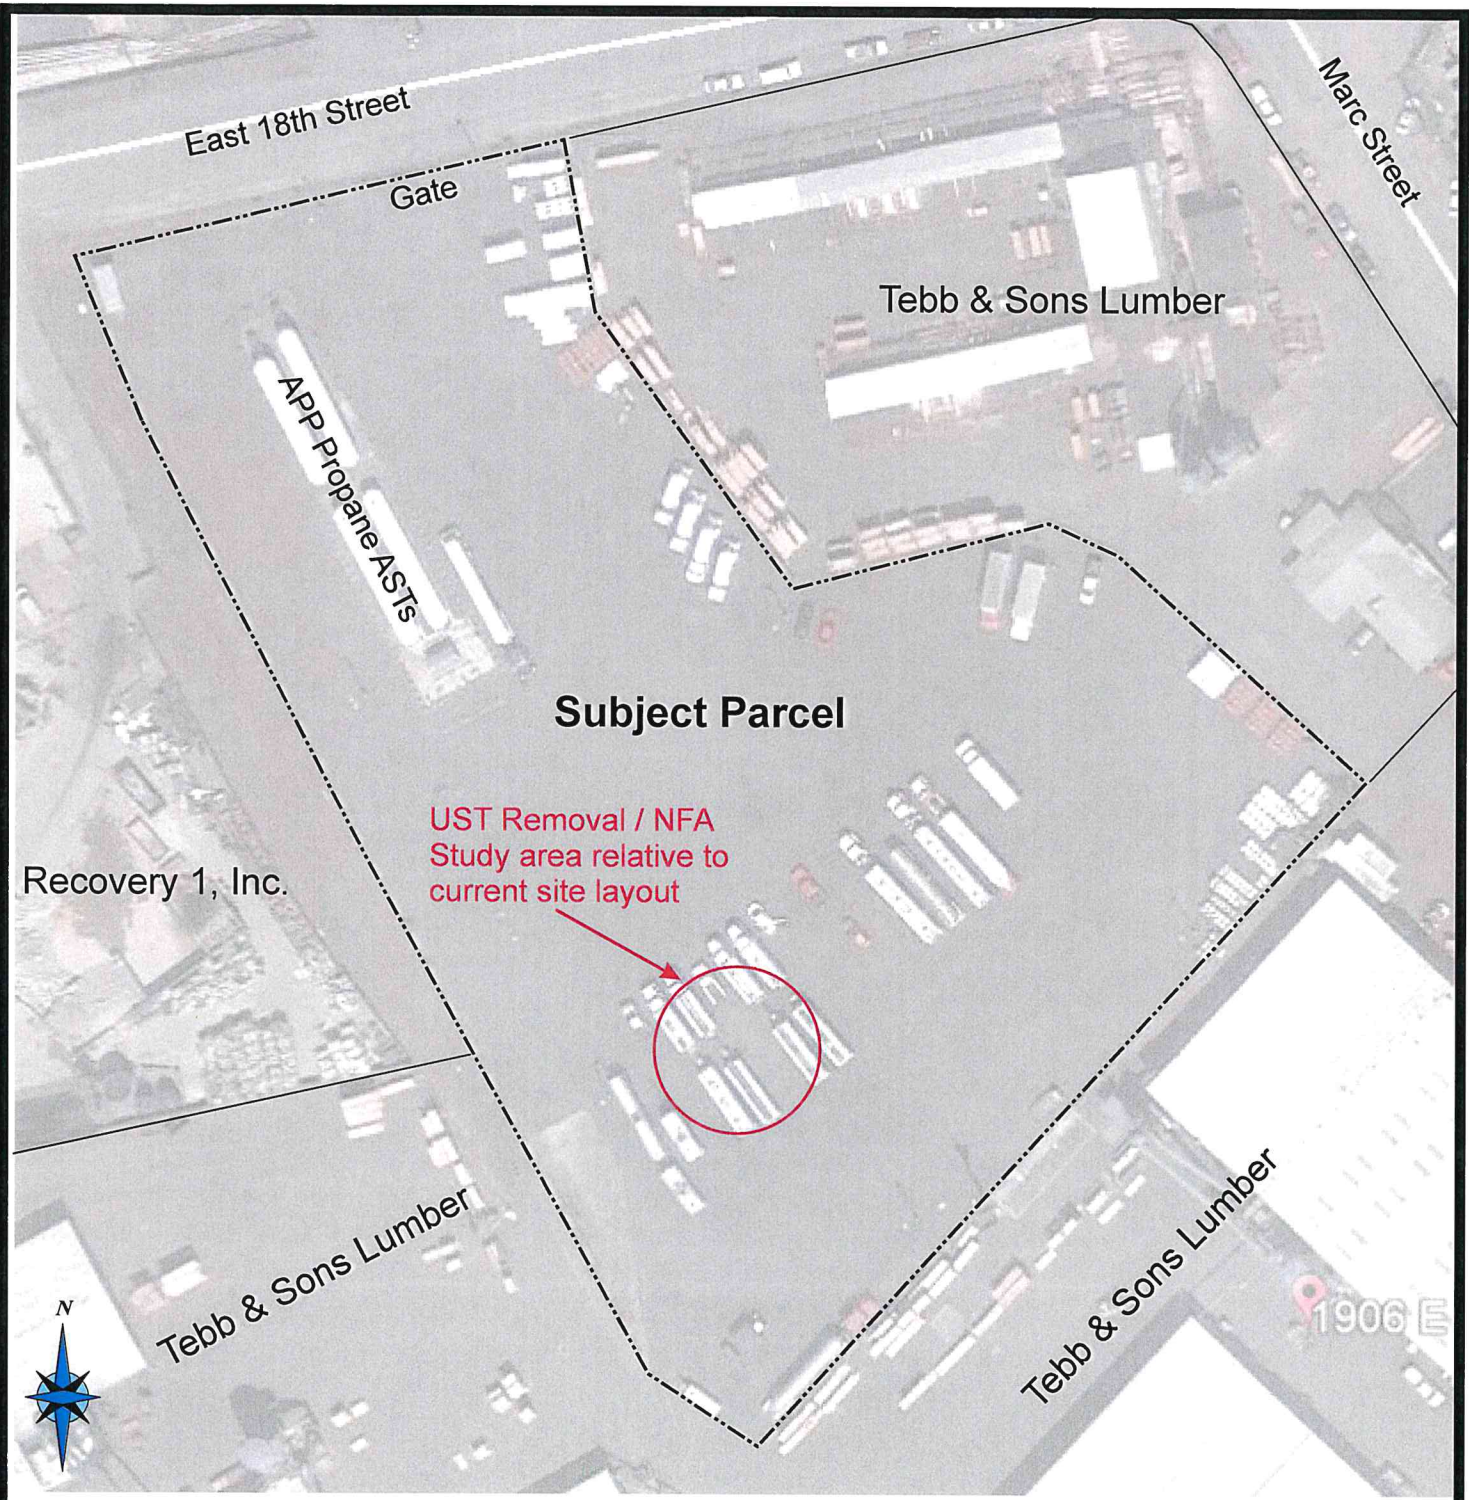 East 18th Street
Marc Street
Gate
Tebb & Sons Lumber
APP Propane ASTs
Subject Parcel
UST Removal / NFA
Study area relative to
current site layout
Recovery 1, Inc.
Tebb & Sons Lumber
Tebb & Sons Lumber
1906 E
N